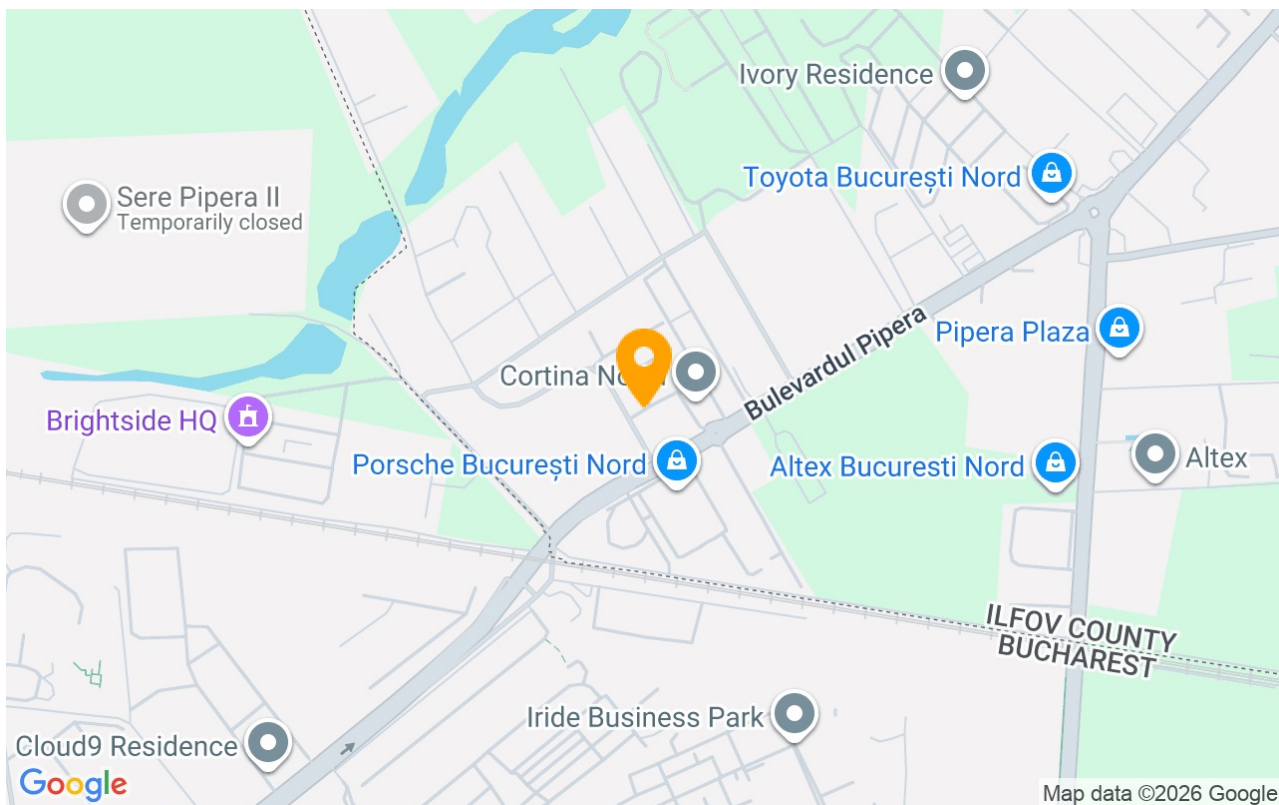 Ivory Residence
Toyota București Nord
Sere Pipera II
Temporarily closed
Bulevardul Pipera
Pipera Plaza
Cortina No
Brightside HQ
Porsche București Nord
Altex Bucuresti Nord
Altex
ILFOV COUNTY
BUCHAREST
Iride Business Park
Cloud9 Residence
Google
Map data ©2026 Google